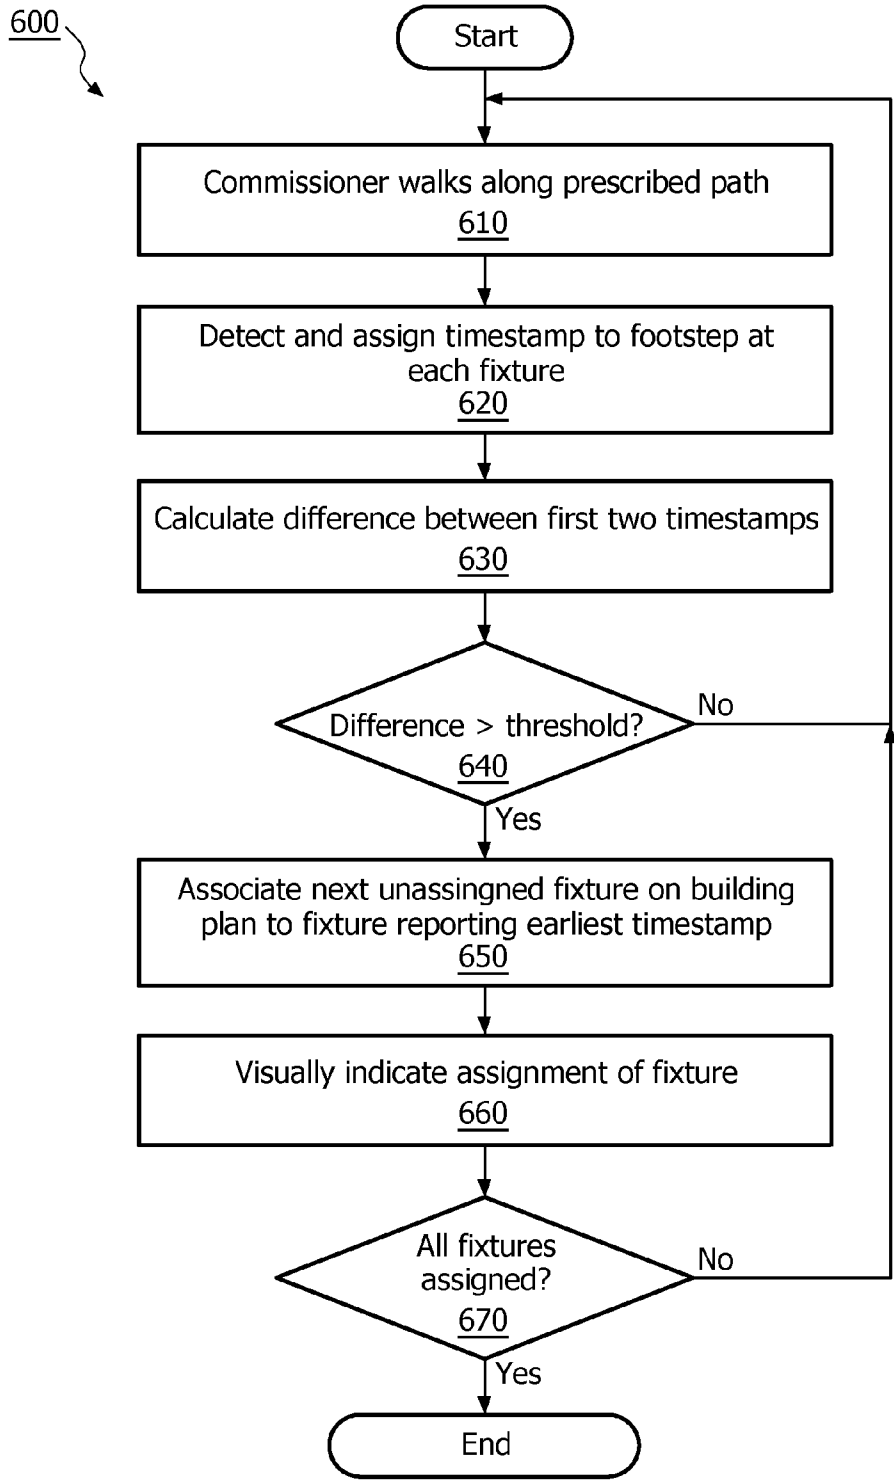 600
Start
Commissioner walks along prescribed path
610
Detect and assign timestamp to footstep at
each fixture
620
Calculate difference between first two timestamps
630
Difference > threshold?
640
No
Yes
Associate next unassingned fixture on building
plan to fixture reporting earliest timestamp
650
Visually indicate assignment of fixture
660
All fixtures
assigned?
670
No
Yes
End